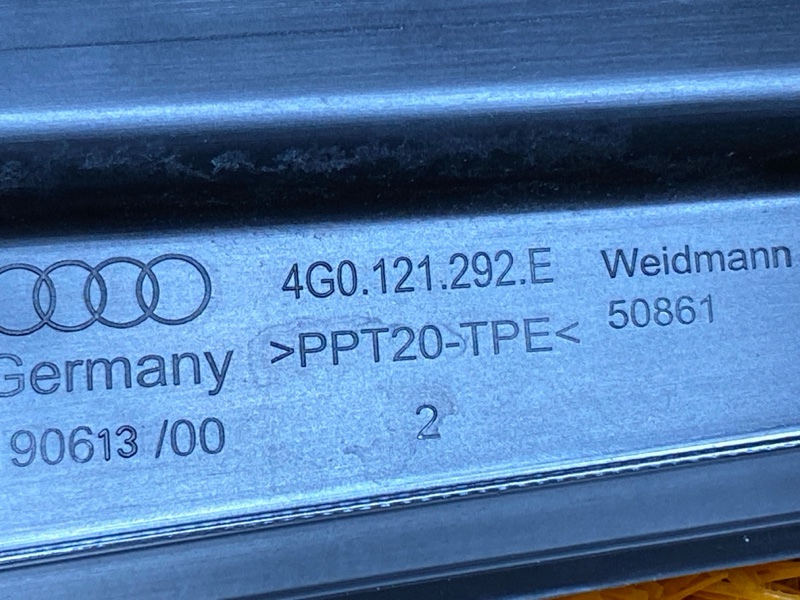 4G0.121.292.E
Weidmann
50861
Germany
>PPT20-TPE<
90613 /00
2